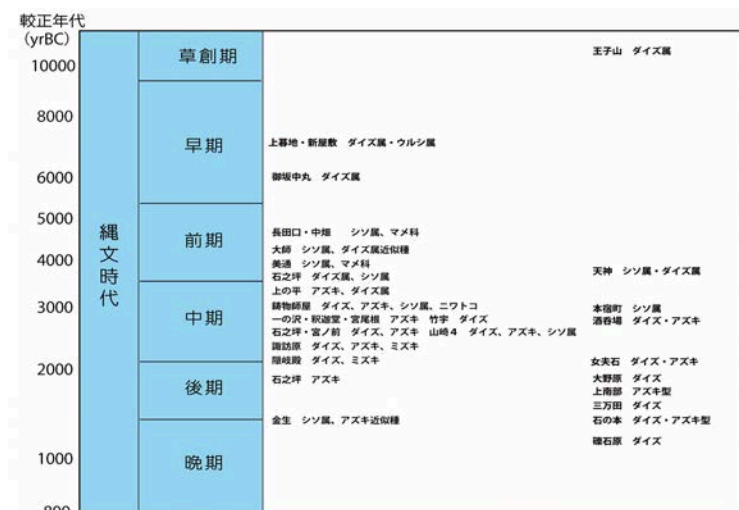 較正年代
(yrBC)
10000
8000
6000
5000
4000
3000
2000
1000
縄文時代
草創期
早期
前期
中期
後期
晩期
王子山 ダイズ属
上暮地・新屋敷 ダイズ属・ウルシ属
御坂中丸 ダイズ属
長田口・中畑 シソ属、マメ科
大師 シソ属、ダイズ属近似種
美通 シソ属、マメ科
天神 シソ属・ダイズ属
石之坪 ダイズ属、シソ属
上の平 アズキ、ダイズ属
鋳物師屋 ダイズ、アズキ、シソ属、ニワトコ
本宿町 シソ属
一の沢・釈迦堂・宮尾根 アズキ 竹宇 ダイズ
酒呑場 ダイズ・アズキ
石之坪・宮ノ前 ダイズ、アズキ 山崎4 ダイズ、アズキ、シソ属
諏訪原 ダイズ、アズキ、ミズキ
隠岐殿 ダイズ、ミズキ
女夫石 ダイズ・アズキ
石之坪 アズキ
大野原 ダイズ
上南部 アズキ型
三万田 ダイズ
金生 シソ属、アズキ近似種
石の本 ダイズ・アズキ型
礫石原 ダイズ